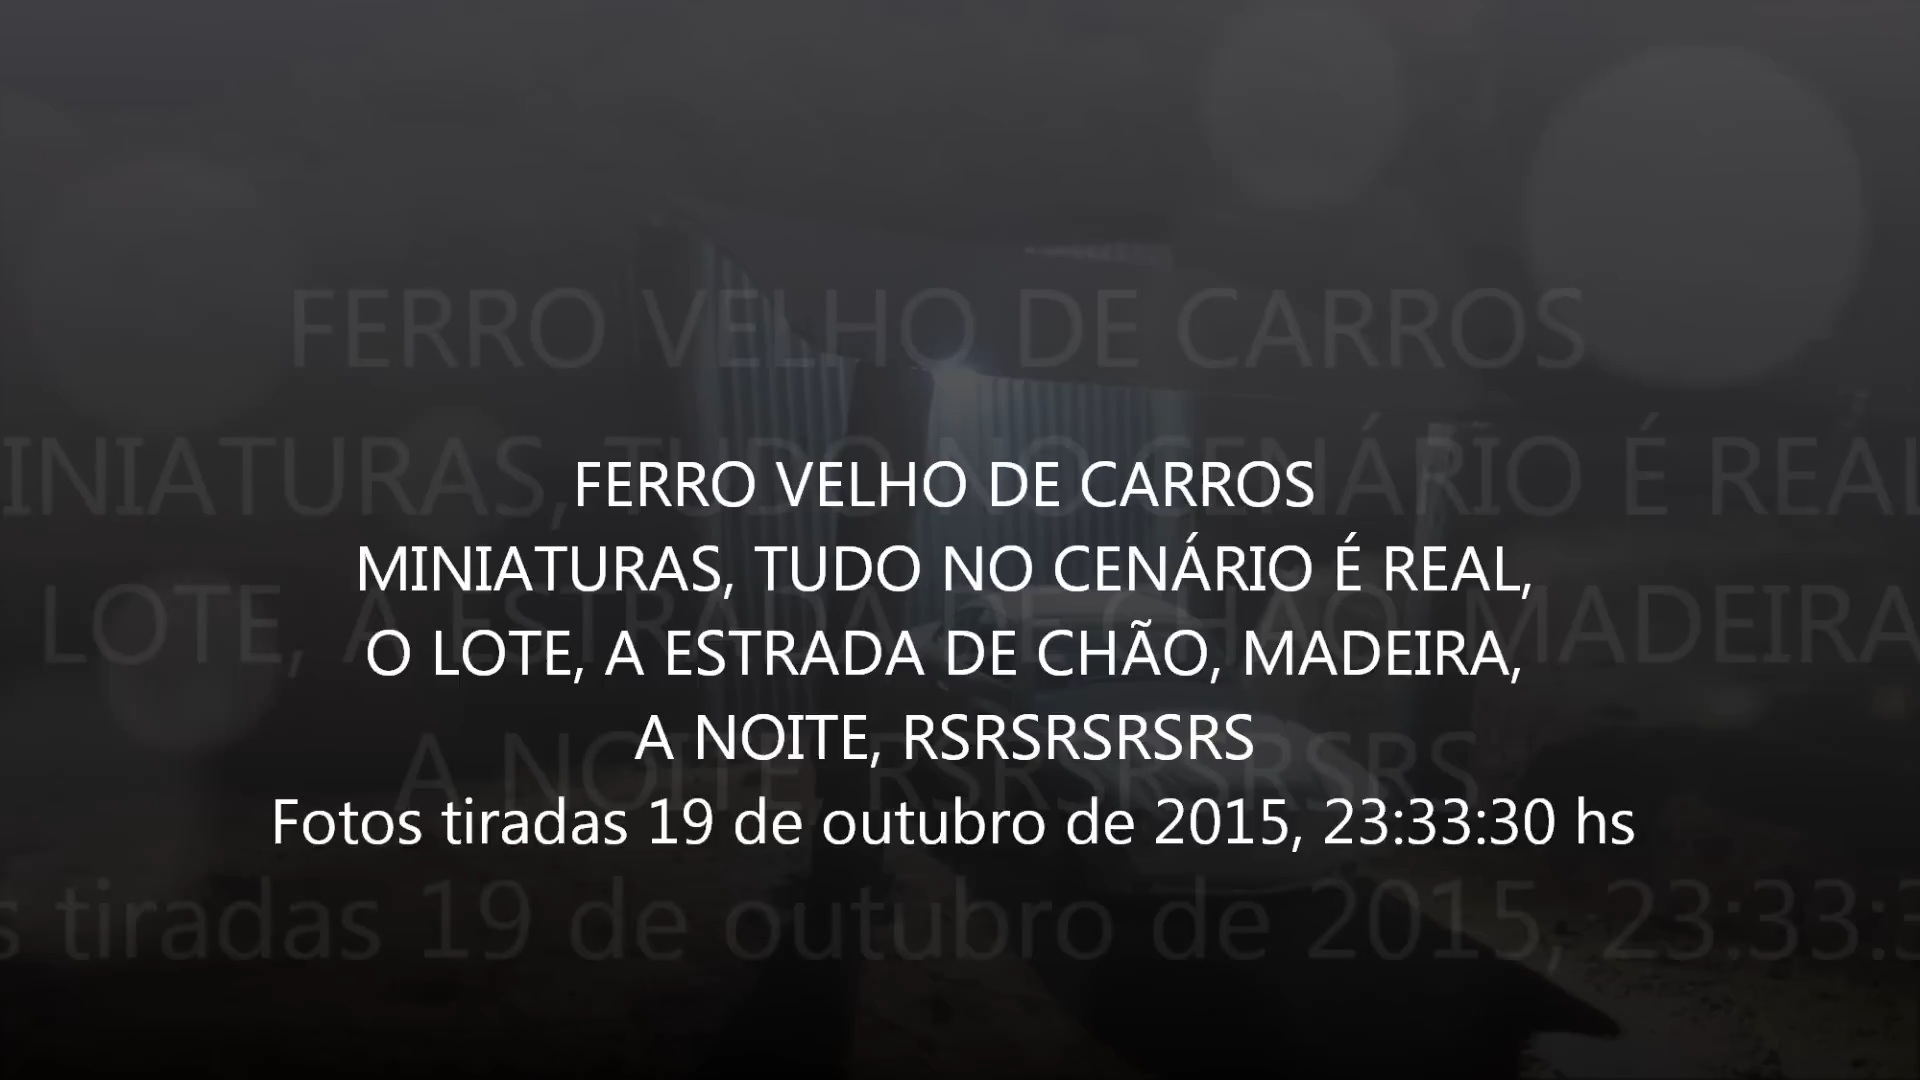 FERRO VELHO DE CARROS
MINIATURAS, TUDO NO CENÁRIO É REAL,
O LOTE, A ESTRADA DE CHÃO, MADEIRA,
A NOITE, RSRSRSRSRS
Fotos tiradas 19 de outubro de 2015, 23:33:30 hs